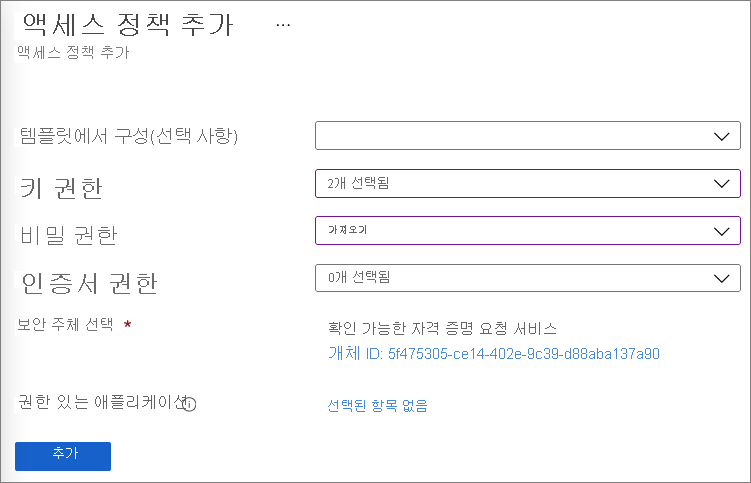 액세스 정책 추가 ...
액세스 정책 추가
템플릿에서 구성(선택 사항)
키 권한 2개 선택됨
비밀 권한 가져오기
인증서 권한 0개 선택됨
보안 주체 선택 * 확인 가능한 자격 증명 요청 서비스
개체 ID: 5f475305-ce14-402e-9c39-d88aba137a90
권한 있는 애플리케이션 선택된 항목 없음
추가